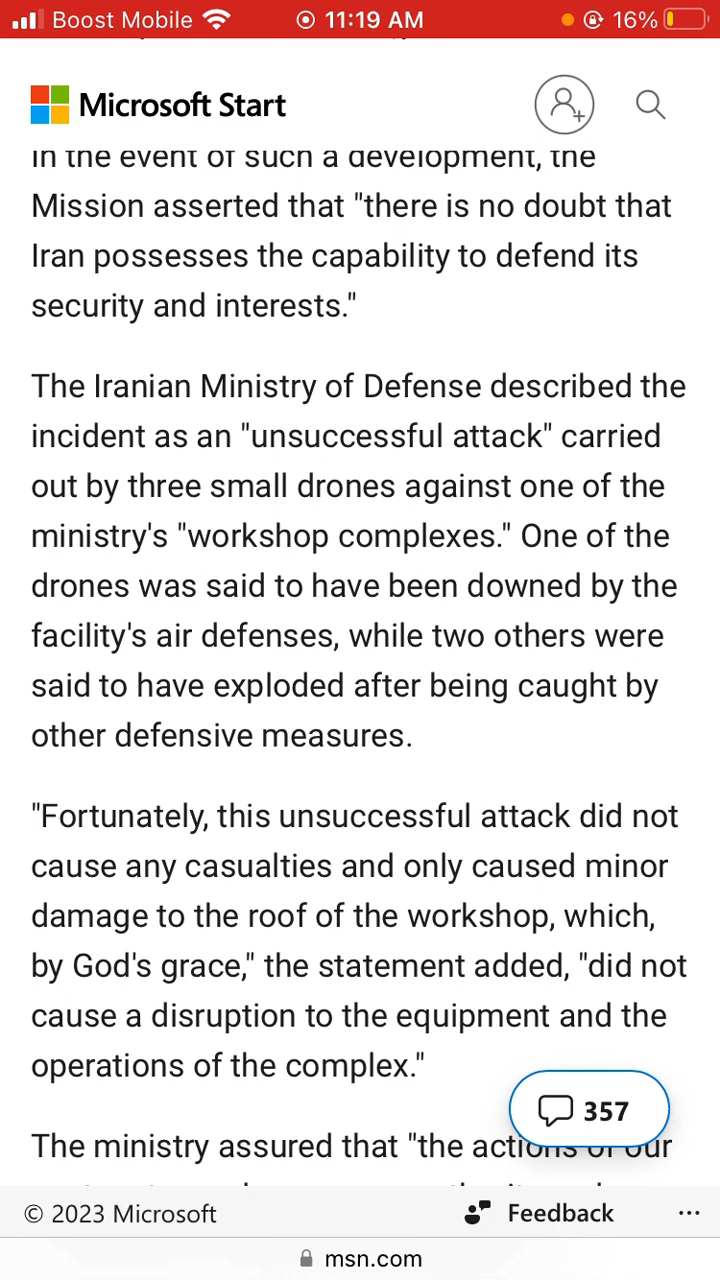 Boost Mobile 11:19 AM 16%
Microsoft Start
in the event of such a development, the
Mission asserted that "there is no doubt that
Iran possesses the capability to defend its
security and interests."
The Iranian Ministry of Defense described the
incident as an "unsuccessful attack" carried
out by three small drones against one of the
ministry's "workshop complexes." One of the
drones was said to have been downed by the
facility's air defenses, while two others were
said to have exploded after being caught by
other defensive measures.
"Fortunately, this unsuccessful attack did not
cause any casualties and only caused minor
damage to the roof of the workshop, which,
by God's grace," the statement added, "did not
cause a disruption to the equipment and the
operations of the complex."
357
The ministry assured that "the actions of our
© 2023 Microsoft Feedback
msn.com